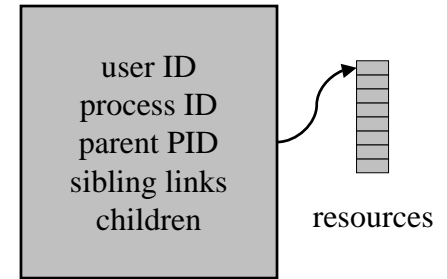 user ID
process ID
parent PID
sibling links
children
resources